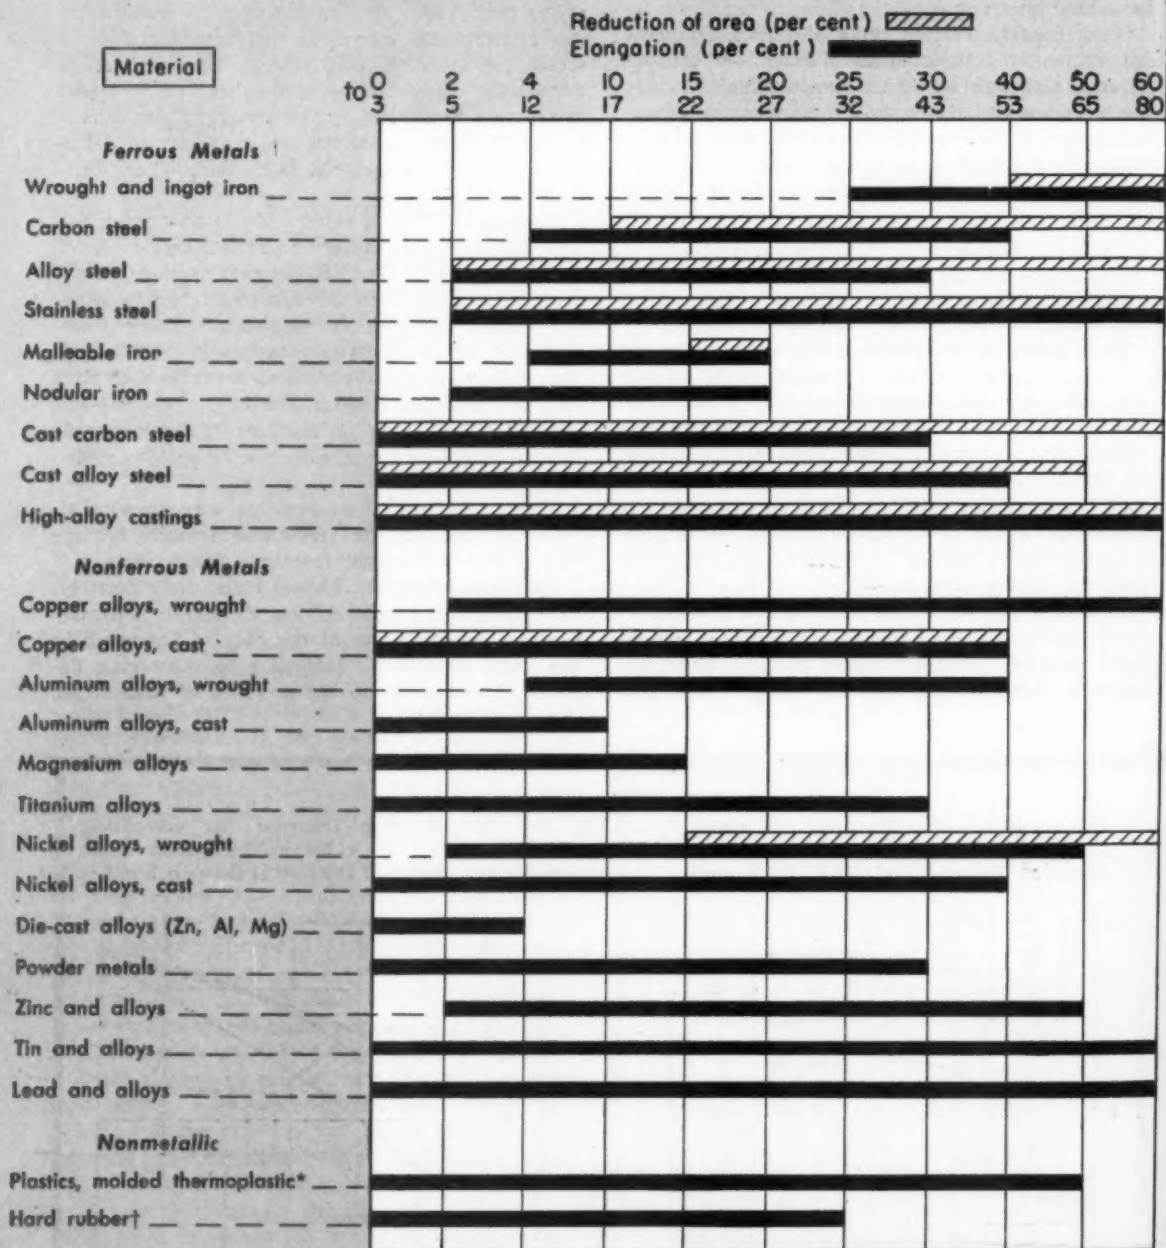 Reduction of area (per cent)
Elongation (per cent)
Material
0 2 4 10 15 20 25 30 40 50 60
to 3 5 12 17 22 27 32 43 53 65 80
Ferrous Metals
Wrought and ingot iron
Carbon steel
Alloy steel
Stainless steel
Malleable iron
Nodular iron
Cast carbon steel
Cast alloy steel
High-alloy castings
Nonferrous Metals
Copper alloys, wrought
Copper alloys, cast
Aluminum alloys, wrought
Aluminum alloys, cast
Magnesium alloys
Titanium alloys
Nickel alloys, wrought
Nickel alloys, cast
Die-cast alloys (Zn, Al, Mg)
Powder metals
Zinc and alloys
Tin and alloys
Lead and alloys
Nonmetallic
Plastics, molded thermoplastic*
Hard rubber†